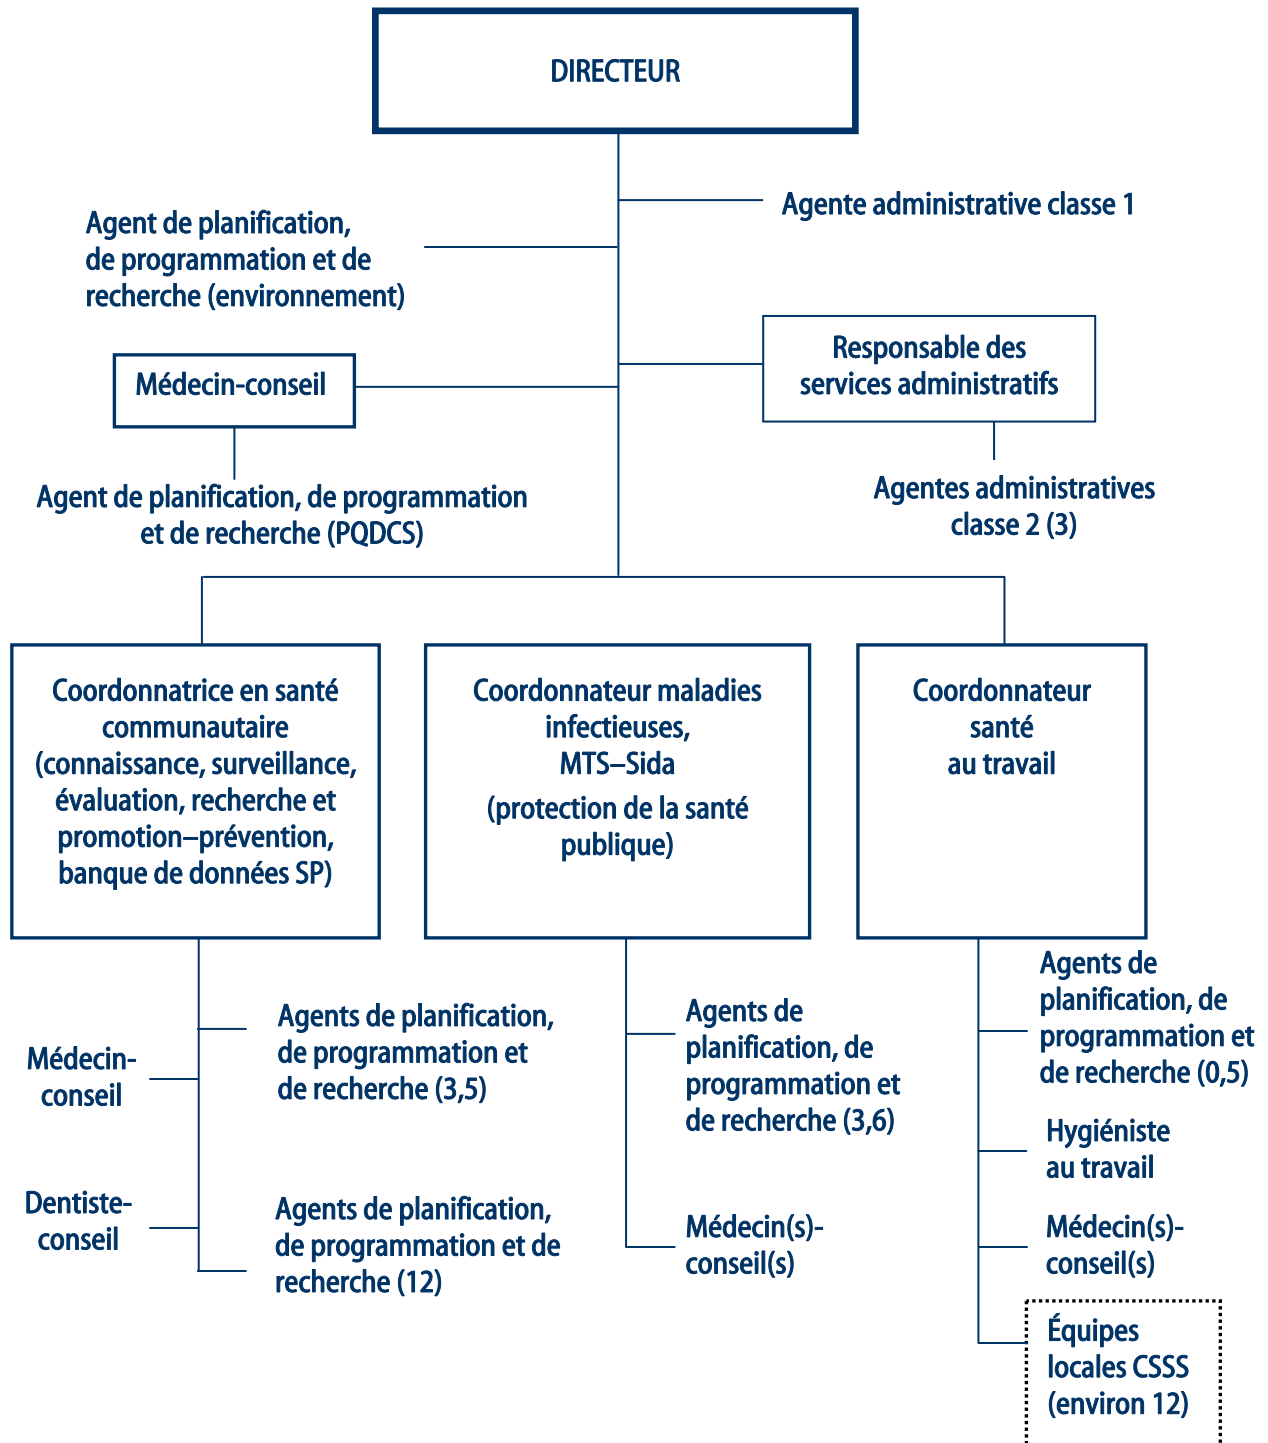 DIRECTEUR
Agente administrative classe 1
Agent de planification,
de programmation et de
recherche (environnement)
Responsable des
services administratifs
Médecin-conseil
Agent de planification, de programmation
et de recherche (PQDCS)
Agentes administratives
classe 2 (3)
Coordonnatrice en santé
communautaire
(connaissance, surveillance,
évaluation, recherche et
promotion–prévention,
banque de données SP)
Coordonnateur maladies
infectieuses,
MTS–Sida
(protection de la santé
publique)
Coordonnateur
santé
au travail
Médecin-
conseil
Dentiste-
conseil
Agents de planification,
de programmation et
de recherche (3,5)
Agents de planification,
de programmation et de
recherche (12)
Agents de
planification, de
programmation et
de recherche (3,6)
Médecin(s)-
conseil(s)
Agents de
planification, de
programmation et
de recherche (0,5)
Hygiéniste
au travail
Médecin(s)-
conseil(s)
Équipes
locales CSSS
(environ 12)